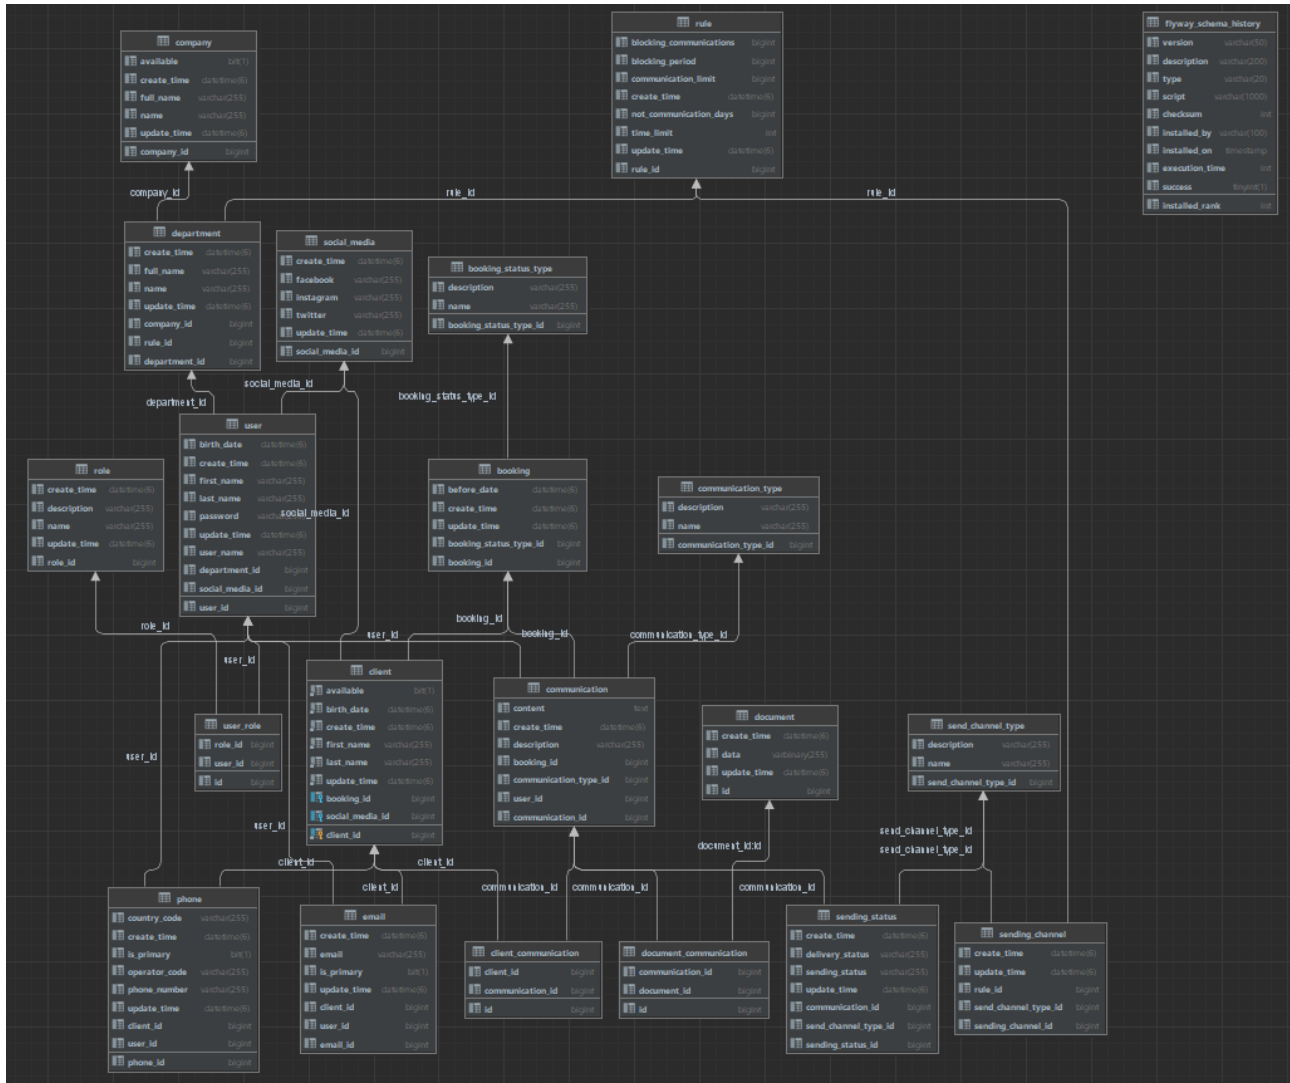 company
available bit(1)
create_time datetime(6)
full_name varchar(255)
name varchar(255)
update_time datetime(6)
company_id bigint
rule
blocking_communications bigint
blocking_period bigint
communication_limit bigint
create_time datetime(6)
not_communication_days bigint
time_limit int
update_time datetime(6)
rule_id bigint
flyway_schema_history
version varchar(50)
description varchar(200)
type varchar(20)
script varchar(1000)
checksum int
installed_by varchar(100)
installed_on timestamp
execution_time int
success tinyint(1)
installed_rank int
company_id
rule_id
rule_id
department
create_time datetime(6)
full_name varchar(255)
name varchar(255)
update_time datetime(6)
company_id bigint
rule_id bigint
department_id bigint
social_media
create_time datetime(6)
facebook varchar(255)
instagram varchar(255)
twitter varchar(255)
update_time datetime(6)
social_media_id bigint
booking_status_type
description varchar(255)
name varchar(255)
booking_status_type_id bigint
social_media_id
department_id
booking_status_type_id
user
birth_date datetime(6)
create_time datetime(6)
first_name varchar(255)
last_name varchar(255)
password varchar(255)
update_time datetime(6)
user_name varchar(255)
department_id bigint
social_media_id bigint
user_id bigint
social_media_id
role
create_time datetime(6)
description varchar(255)
name varchar(255)
update_time datetime(6)
role_id bigint
booking
before_date datetime(6)
create_time datetime(6)
update_time datetime(6)
booking_status_type_id bigint
booking_id bigint
communication_type
description varchar(255)
name varchar(255)
communication_type_id bigint
role_id
user_id
booking_id
user_id
booking_id
communication_type_id
client
available bit(1)
birth_date datetime(6)
create_time datetime(6)
first_name varchar(255)
last_name varchar(255)
update_time datetime(6)
booking_id bigint
social_media_id bigint
client_id bigint
communication
content text
create_time datetime(6)
description varchar(255)
booking_id bigint
communication_type_id bigint
user_id bigint
communication_id bigint
user_role
role_id bigint
user_id bigint
id bigint
document
create_time datetime(6)
data varbinary(255)
update_time datetime(6)
id bigint
send_channel_type
description varchar(255)
name varchar(255)
send_channel_type_id bigint
user_id
user_id
client_id
client_id
client_id
communication_id
communication_id
document_id:id
communication_id
send_channel_type_id
send_channel_type_id
phone
country_code varchar(255)
create_time datetime(6)
is_primary bit(1)
operator_code varchar(255)
phone_number varchar(255)
update_time datetime(6)
client_id bigint
user_id bigint
phone_id bigint
email
create_time datetime(6)
email varchar(255)
is_primary bit(1)
update_time datetime(6)
client_id bigint
user_id bigint
email_id bigint
client_communication
client_id bigint
communication_id bigint
id bigint
document_communication
communication_id bigint
document_id bigint
id bigint
sending_status
create_time datetime(6)
delivery_status varchar(255)
sending_status varchar(255)
update_time datetime(6)
communication_id bigint
send_channel_type_id bigint
sending_status_id bigint
sending_channel
create_time datetime(6)
update_time datetime(6)
rule_id bigint
send_channel_type_id bigint
sending_channel_id bigint